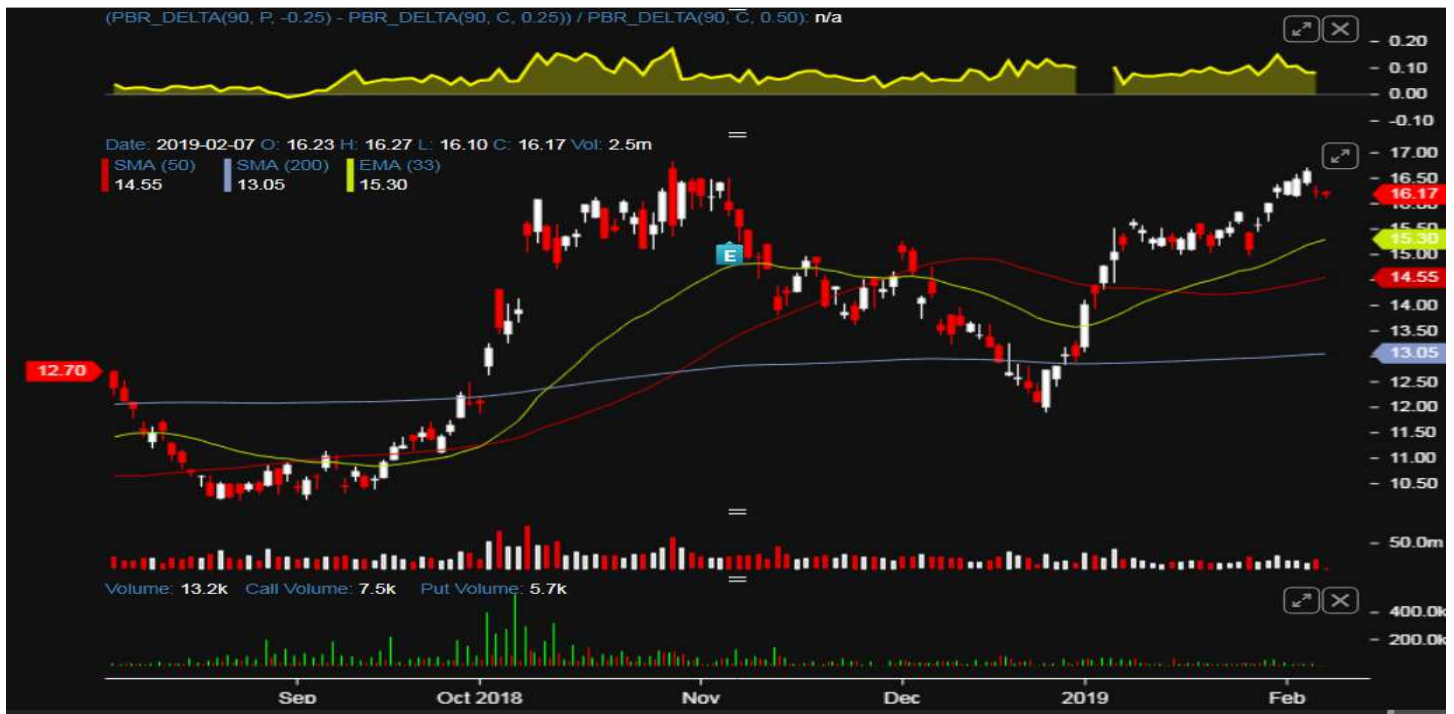 (PBR_DELTA(90, P, -0.25) - PBR_DELTA(90, C, 0.25)) / PBR_DELTA(90, C, 0.50): n/a
0.20
0.10
0.00
-0.10
Date: 2019-02-07 O: 16.23 H: 16.27 L: 16.10 C: 16.17 Vol: 2.5m
SMA (50) SMA (200) EMA (33)
14.55 13.05 15.30
17.00
16.50
16.17
15.50
15.30
15.00
14.55
14.00
13.50
13.05
12.70
12.50
12.00
11.50
11.00
10.50
E
50.0m
Volume: 13.2k Call Volume: 7.5k Put Volume: 5.7k
400.0k
200.0k
Sep Oct 2018 Nov Dec 2019 Feb